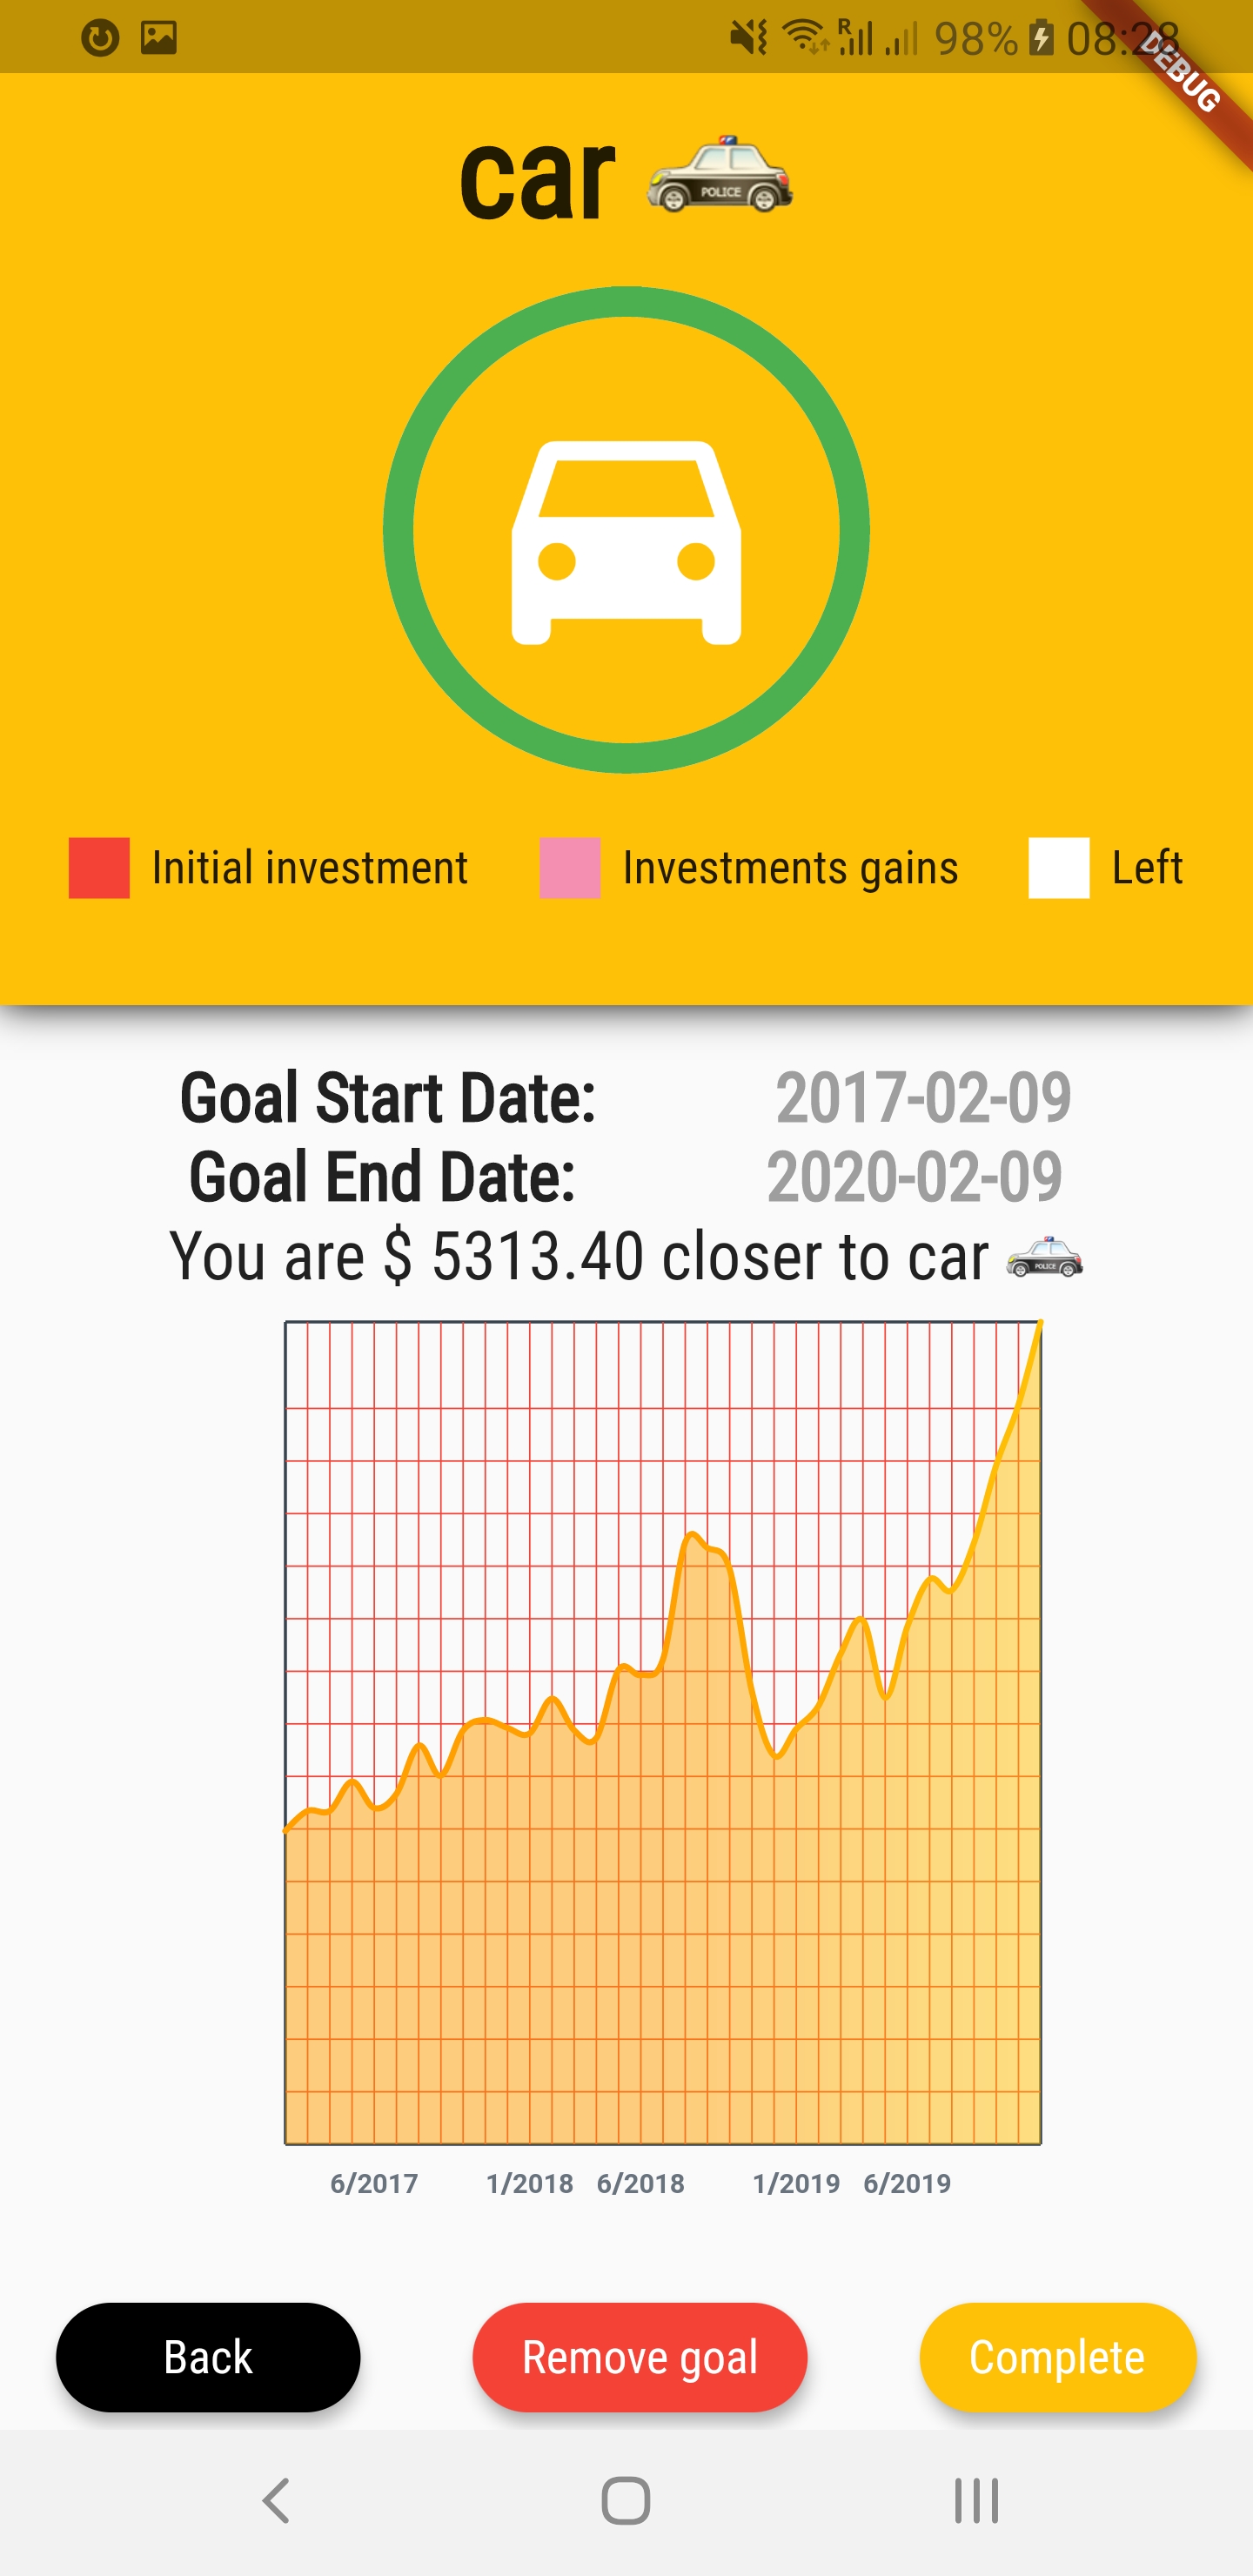 98% 08:28
DEBUG
car 🚓
POLICE
Initial investment Investments gains Left
Goal Start Date: 2017-02-09
Goal End Date: 2020-02-09
You are $ 5313.40 closer to car 🚓
6/2017 1/2018 6/2018 1/2019 6/2019
Back Remove goal Complete